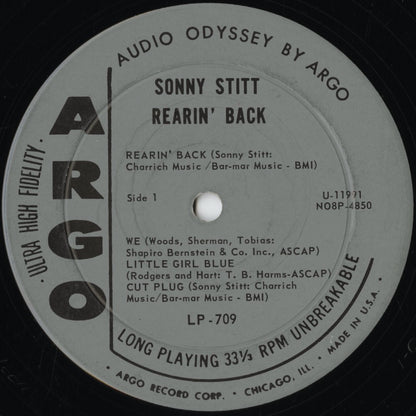 AUDIO ODYSSEY BY ARGO
· ULTRA HIGH FIDELITY ·
ARGO
SONNY STITT
REARIN' BACK
REARIN' BACK (Sonny Stitt:
Charrich Music /Bar-mar Music - BMI)
Side 1
U-11991
NO8P-4850
WE (Woods, Sherman, Tobias:
Shapiro Bernstein & Co. Inc., ASCAP)
LITTLE GIRL BLUE
(Rodgers and Hart: T. B. Harms-ASCAP)
CUT PLUG (Sonny Stitt: Charrich
Music/Bar-mar Music - BMI)
LP-709
LONG PLAYING 33⅓ RPM UNBREAKABLE
· ARGO RECORD CORP. · CHICAGO, ILL. · MADE IN U.S.A. ·